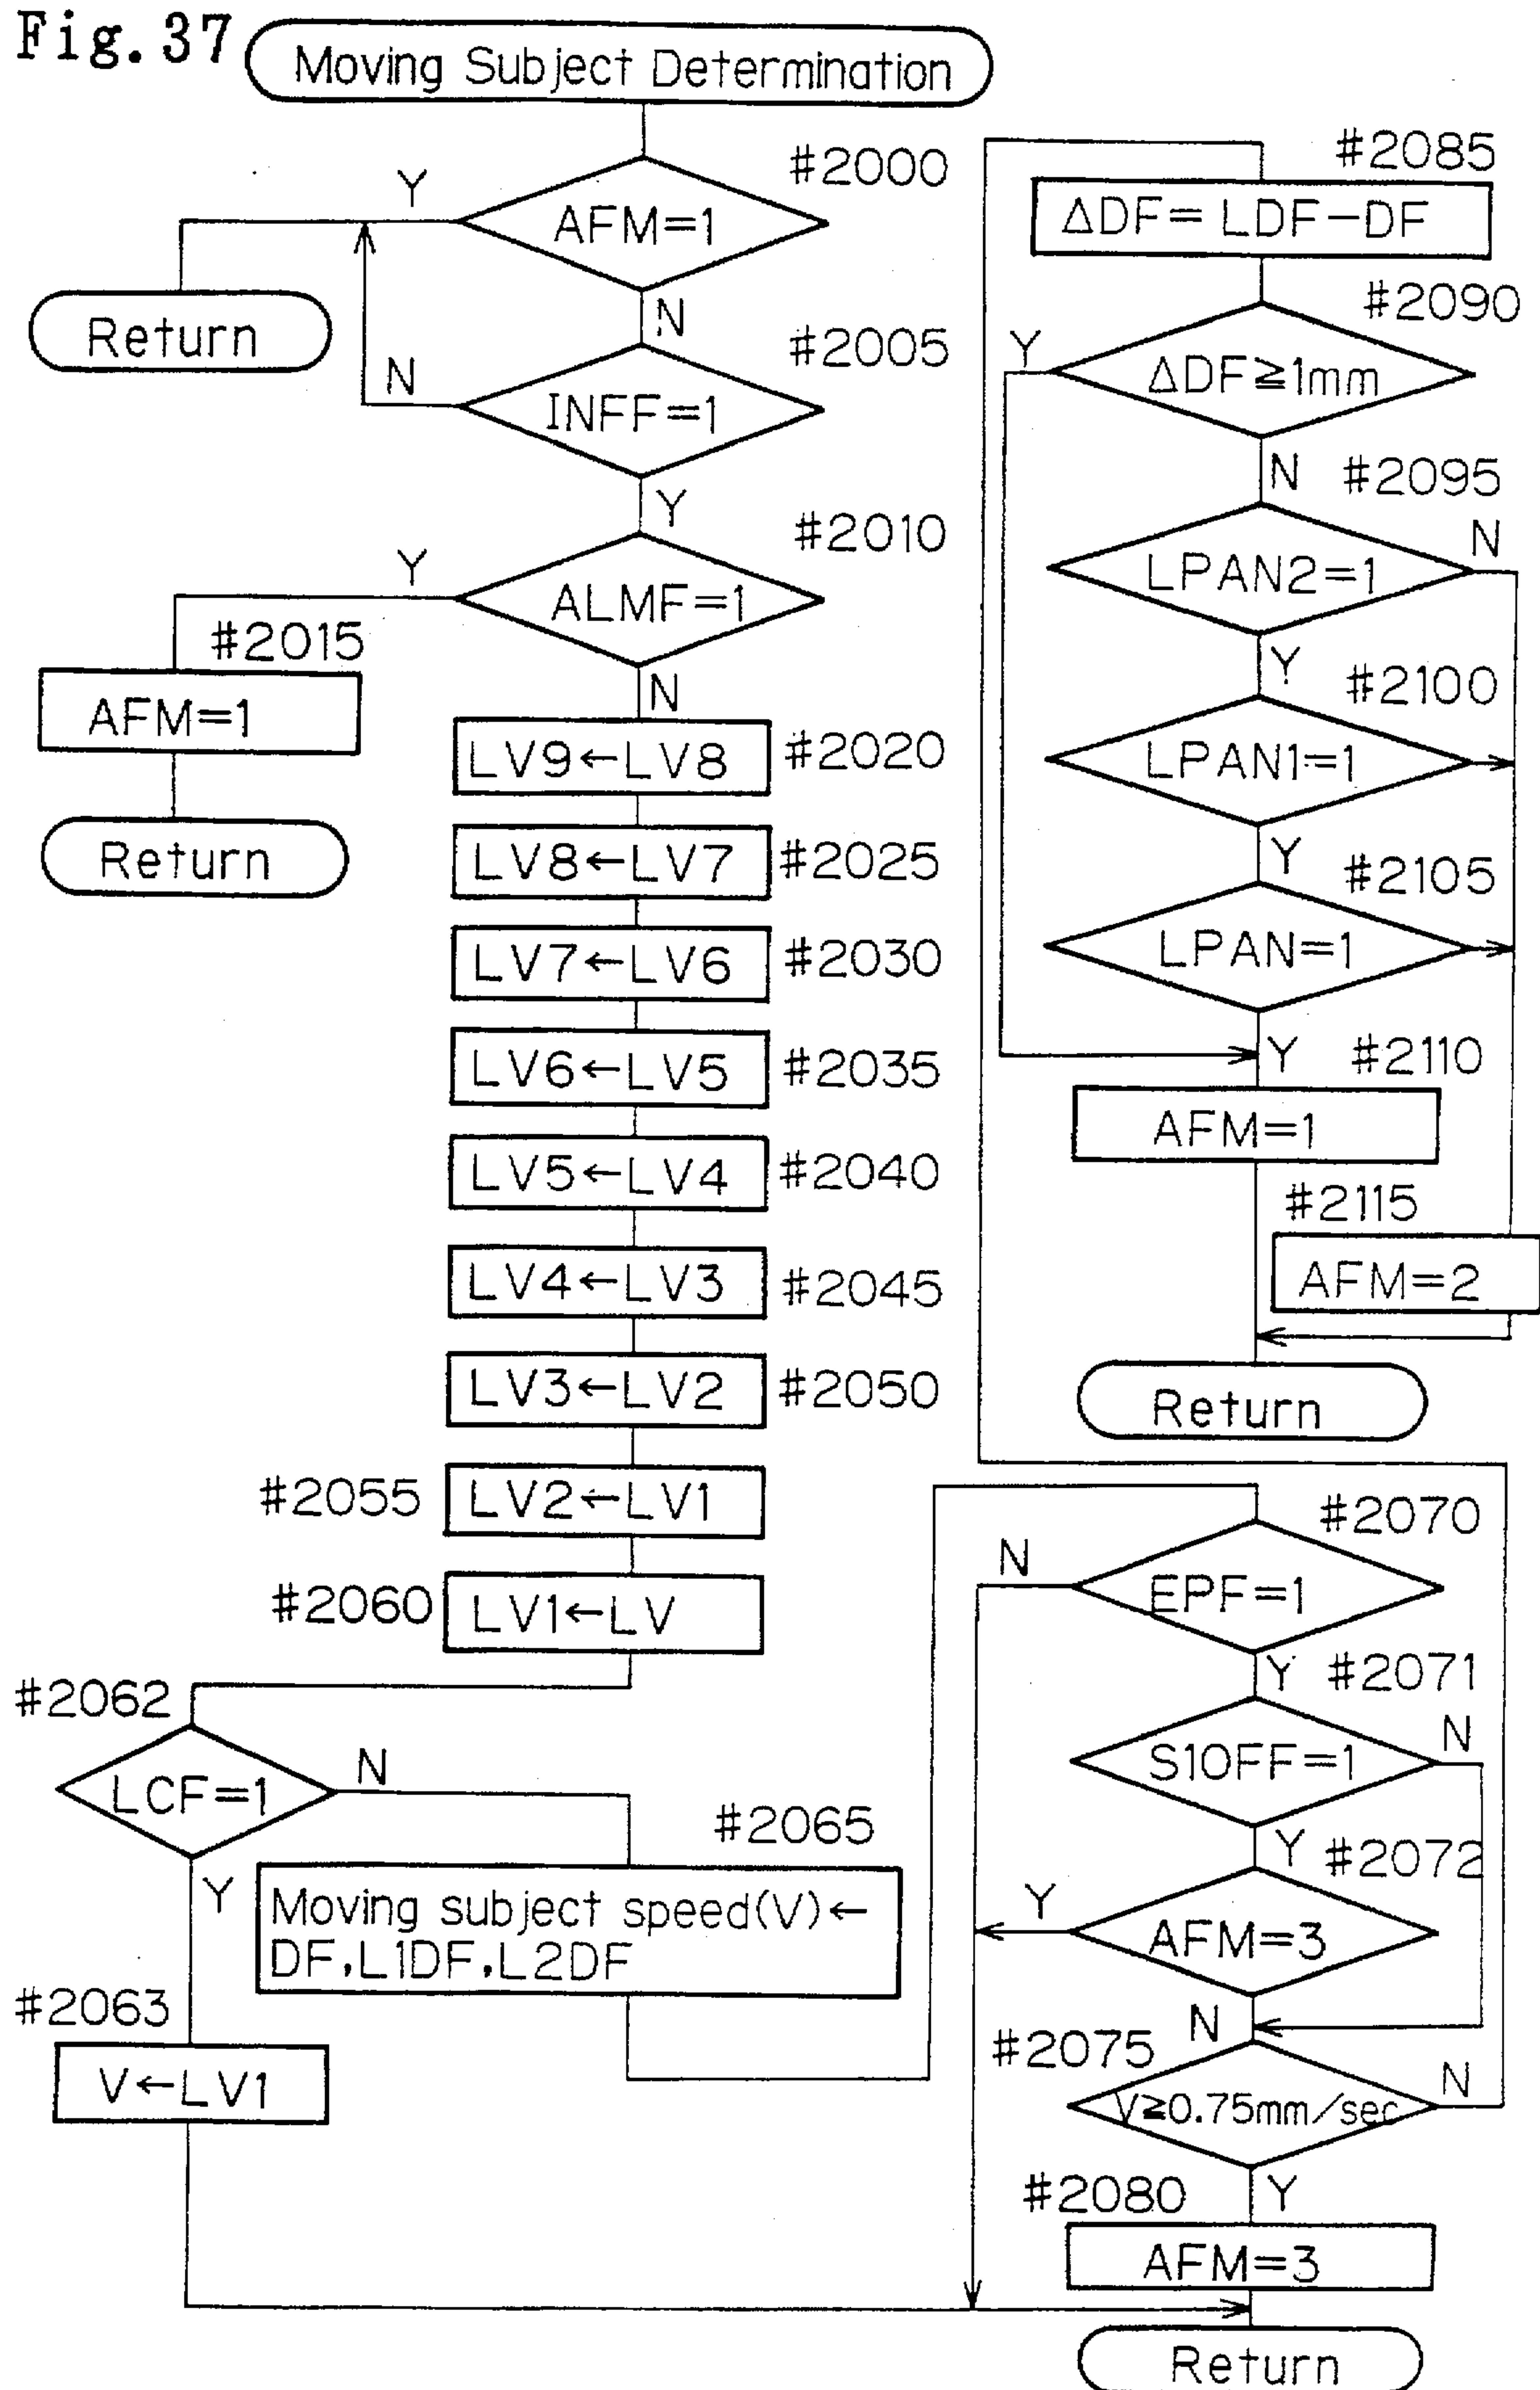 Fig. 37
Moving Subject Determination
#2000
Y
AFM=1
N
Return
#2005
N
INFF=1
Y
#2010
Y
ALMF=1
N
#2015
AFM=1
Return
LV9←LV8 #2020
LV8←LV7 #2025
LV7←LV6 #2030
LV6←LV5 #2035
LV5←LV4 #2040
LV4←LV3 #2045
LV3←LV2 #2050
#2055 LV2←LV1
#2060 LV1←LV
#2062
LCF=1
N
Y
#2065
Moving subject speed(V)←
DF,L1DF,L2DF
#2063
V←LV1
#2085
ΔDF=LDF-DF
#2090
Y
ΔDF≧1mm
N
#2095
N
LPAN2=1
Y
#2100
LPAN1=1
Y
#2105
LPAN=1
Y
#2110
AFM=1
#2115
AFM=2
Return
#2070
N
EPF=1
Y
#2071
N
S1OFF=1
Y
#2072
Y
AFM=3
N
#2075
N
V≧0.75mm/sec
#2080
Y
AFM=3
Return